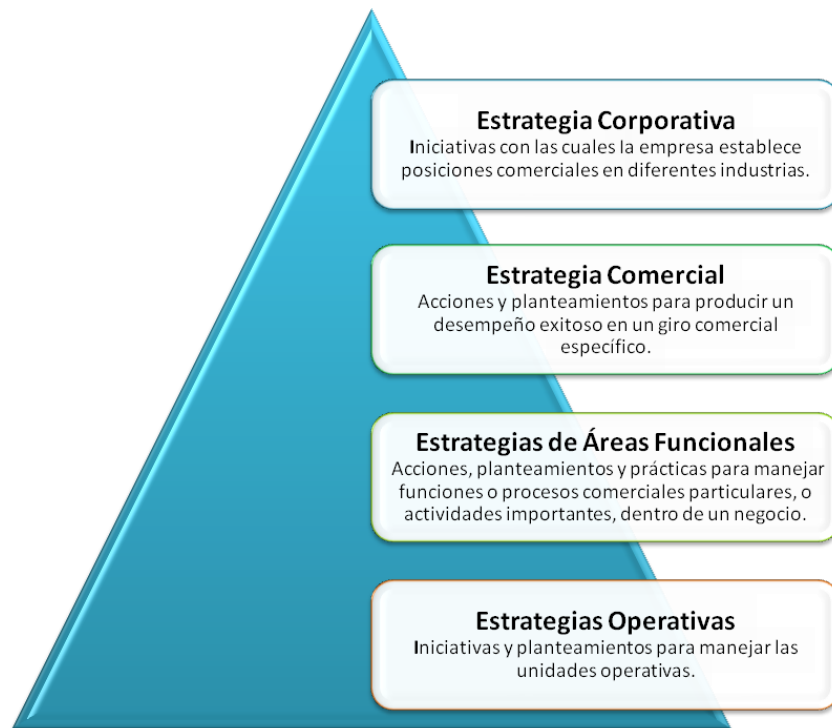 Estrategia Corporativa
Iniciativas con las cuales la empresa establece
posiciones comerciales en diferentes industrias.
Estrategia Comercial
Acciones y planteamientos para producir un
desempeño exitoso en un giro comercial
específico.
Estrategias de Áreas Funcionales
Acciones, planteamientos y prácticas para manejar
funciones o procesos comerciales particulares, o
actividades importantes, dentro de un negocio.
Estrategias Operativas
Iniciativas y planteamientos para manejar las
unidades operativas.